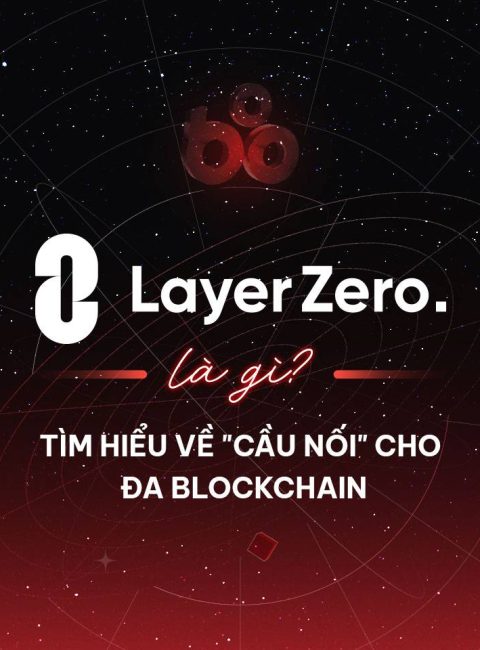 LayerZero.
là gì?
TÌM HIỂU VỀ "CẦU NỐI" CHO
ĐA BLOCKCHAIN